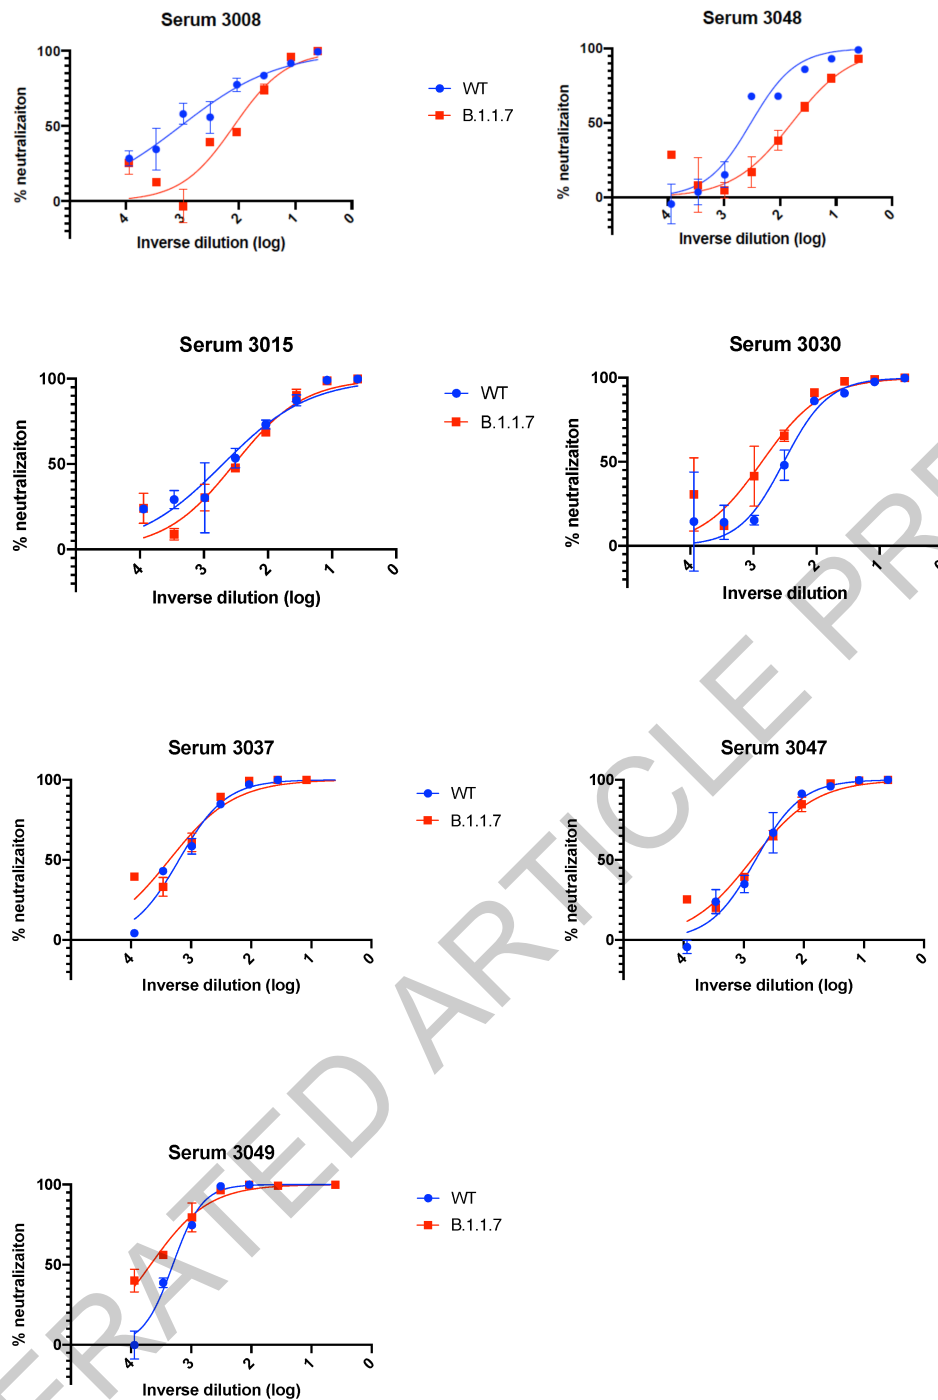 Serum 3008
100
50
0
% neutralizaiton
4 3 2 1 0
Inverse dilution (log)
WT
B.1.1.7
Serum 3048
100
50
0
% neutralizaiton
4 3 2 1 0
Inverse dilution (log)
Serum 3015
100
50
0
% neutralizaiton
4 3 2 1 0
Inverse dilution (log)
WT
B.1.1.7
Serum 3030
100
50
0
% neutralizaiton
4 3 2 1 0
Inverse dilution
Serum 3037
100
50
0
% neutralizaiton
4 3 2 1 0
Inverse dilution (log)
WT
B.1.1.7
Serum 3047
100
50
0
% neutralizaiton
4 3 2 1 0
Inverse dilution (log)
Serum 3049
100
50
0
% neutralizaiton
4 3 2 1 0
Inverse dilution (log)
WT
B.1.1.7
ERATED ARTICLE PRE